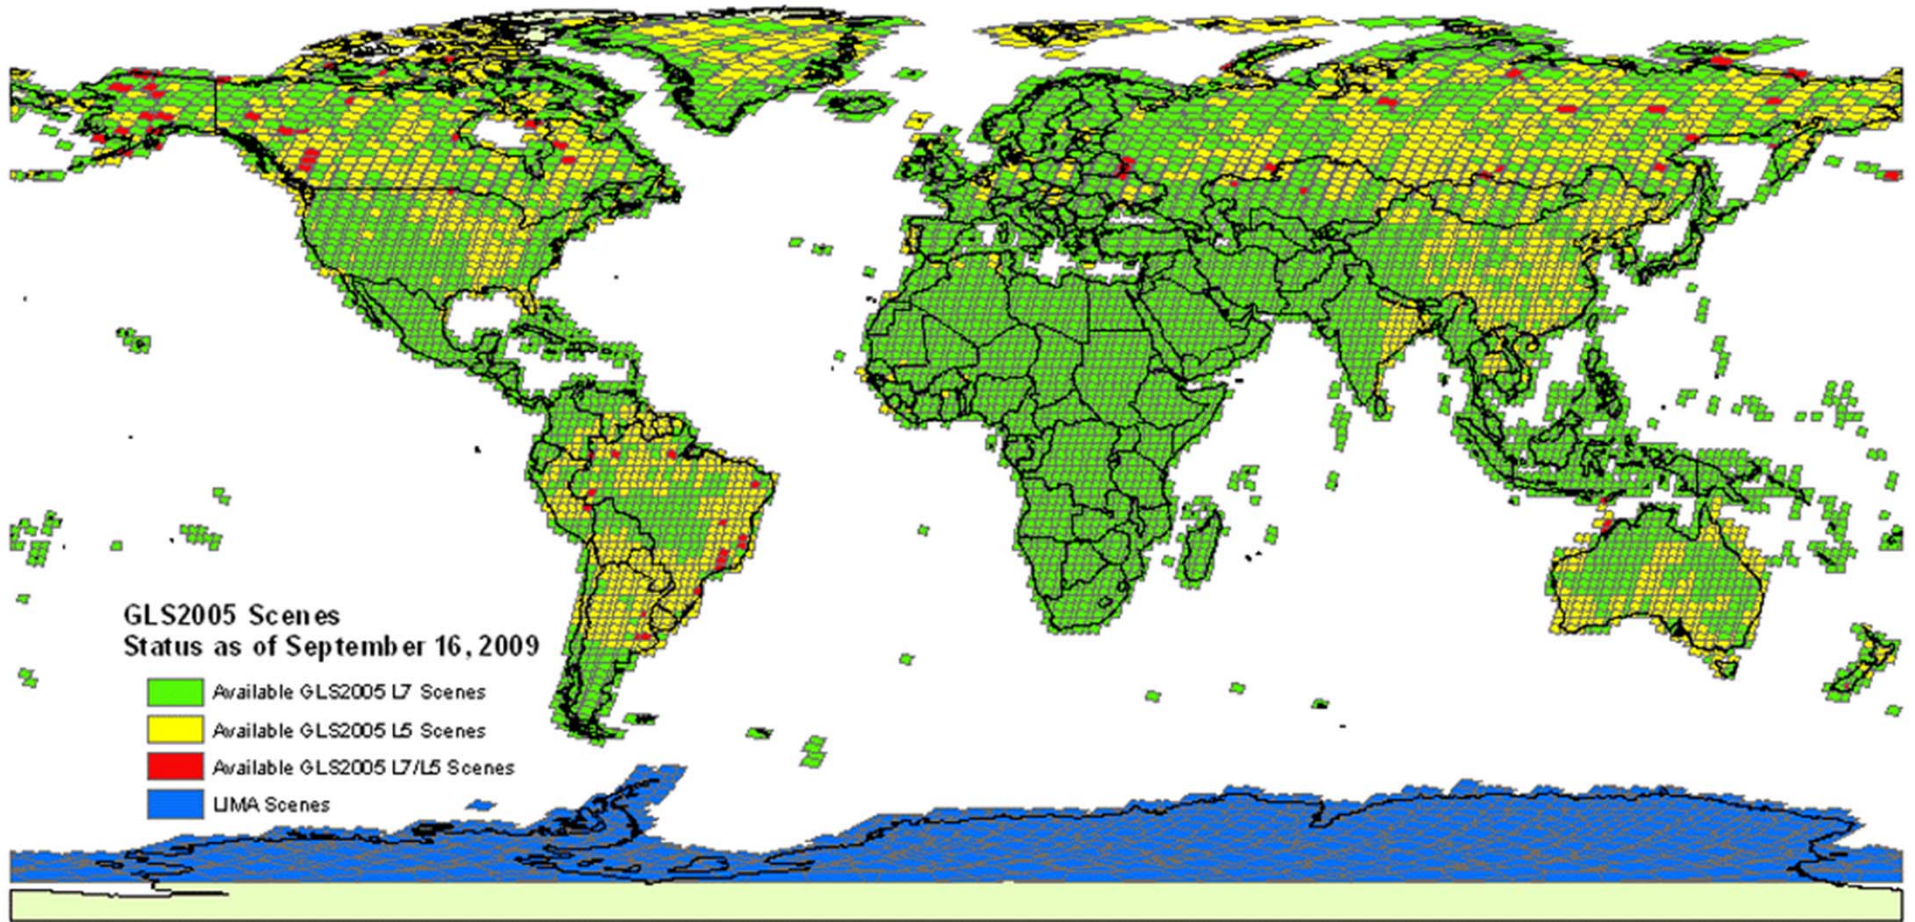 GLS2005 Scenes
Status as of September 16, 2009
Available GLS2005 L7 Scenes
Available GLS2005 L5 Scenes
Available GLS2005 L7/L5 Scenes
LIMA Scenes